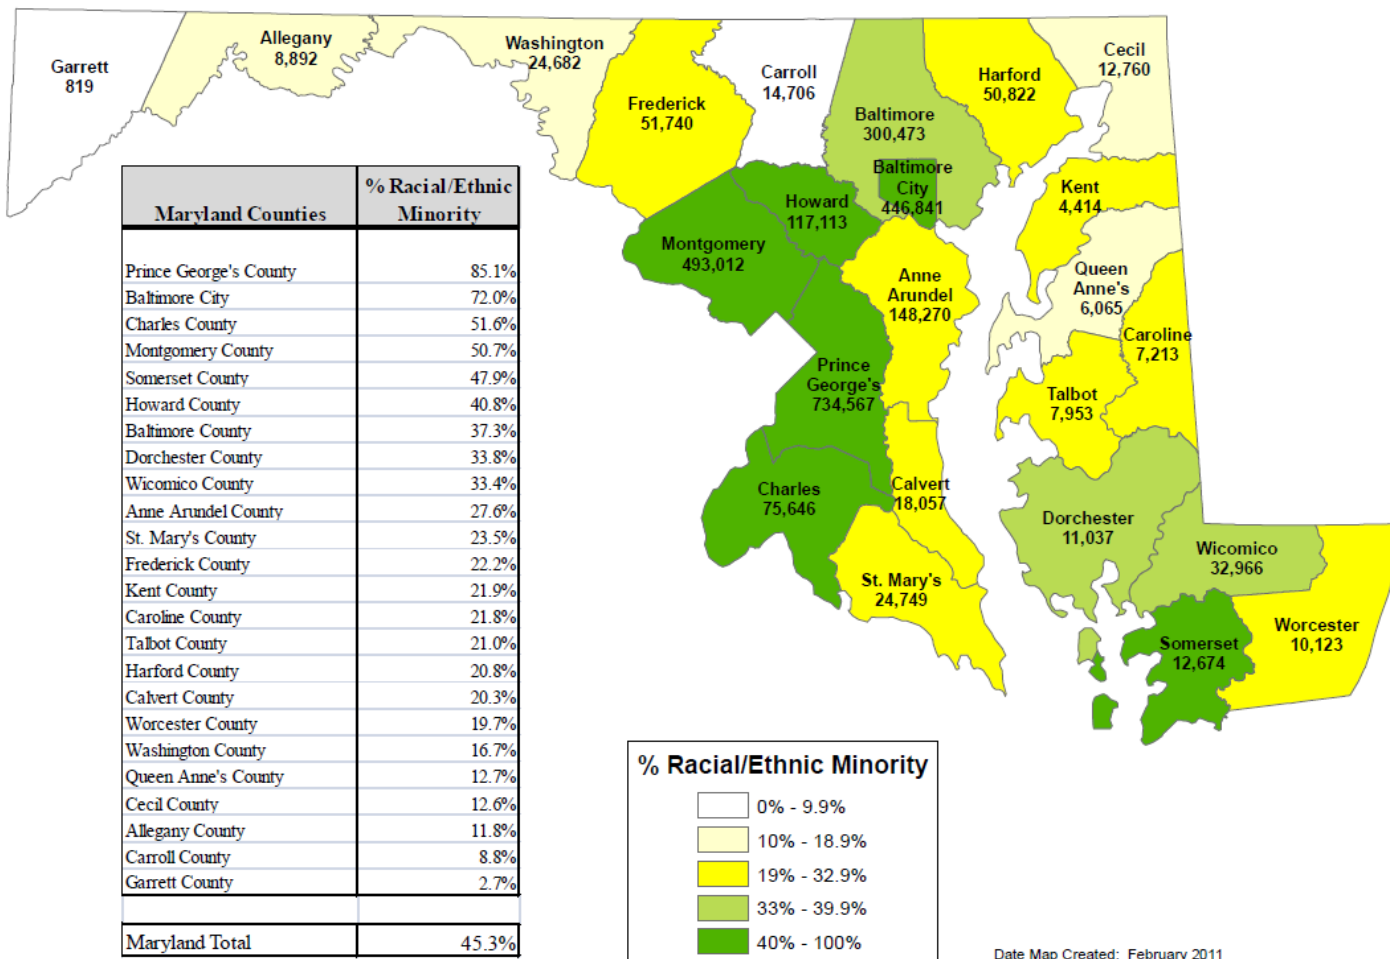 Garrett
819
Allegany
8,892
Washington
24,682
Frederick
51,740
Carroll
14,706
Baltimore
300,473
Baltimore
City
446,841
Harford
50,822
Cecil
12,760
Kent
4,414
Howard
117,113
Montgomery
493,012
Anne
Arundel
148,270
Queen
Anne's
6,065
Caroline
7,213
Talbot
7,953
Prince
George's
734,567
Charles
75,646
Calvert
18,057
St. Mary's
24,749
Dorchester
11,037
Wicomico
32,966
Somerset
12,674
Worcester
10,123
Maryland Counties % Racial/Ethnic Minority
Prince George's County 85.1%
Baltimore City 72.0%
Charles County 51.6%
Montgomery County 50.7%
Somerset County 47.9%
Howard County 40.8%
Baltimore County 37.3%
Dorchester County 33.8%
Wicomico County 33.4%
Anne Arundel County 27.6%
St. Mary's County 23.5%
Frederick County 22.2%
Kent County 21.9%
Caroline County 21.8%
Talbot County 21.0%
Harford County 20.8%
Calvert County 20.3%
Worcester County 19.7%
Washington County 16.7%
Queen Anne's County 12.7%
Cecil County 12.6%
Allegany County 11.8%
Carroll County 8.8%
Garrett County 2.7%
Maryland Total 45.3%
% Racial/Ethnic Minority
0% - 9.9%
10% - 18.9%
19% - 32.9%
33% - 39.9%
40% - 100%
Date Map Created: February 2011